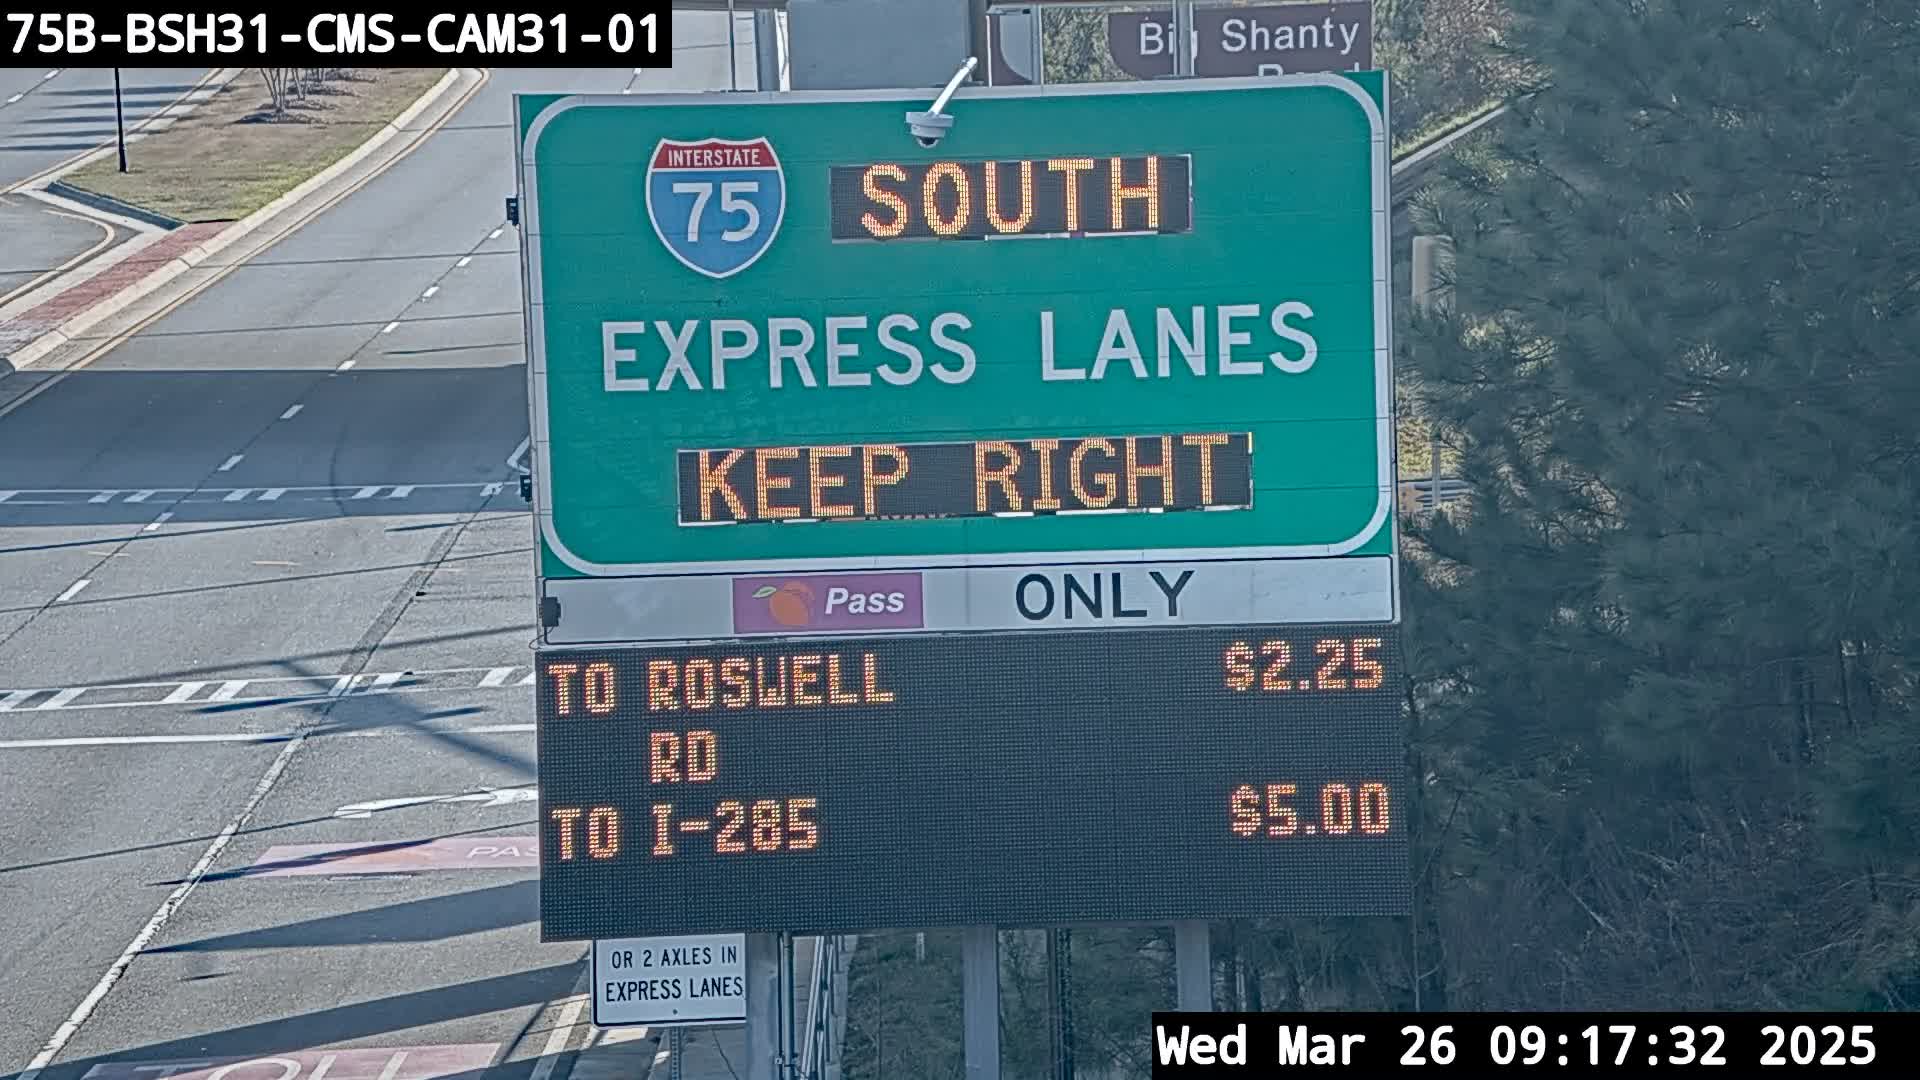 75B-BSH31-CMS-CAM31-01
Big Shanty
INTERSTATE
75
SOUTH
EXPRESS LANES
KEEP RIGHT
Pass ONLY
TO ROSWELL $2.25
RD
TO I-285 $5.00
OR 2 AXLES IN
EXPRESS LANES
TOLL
Wed Mar 26 09:17:32 2025